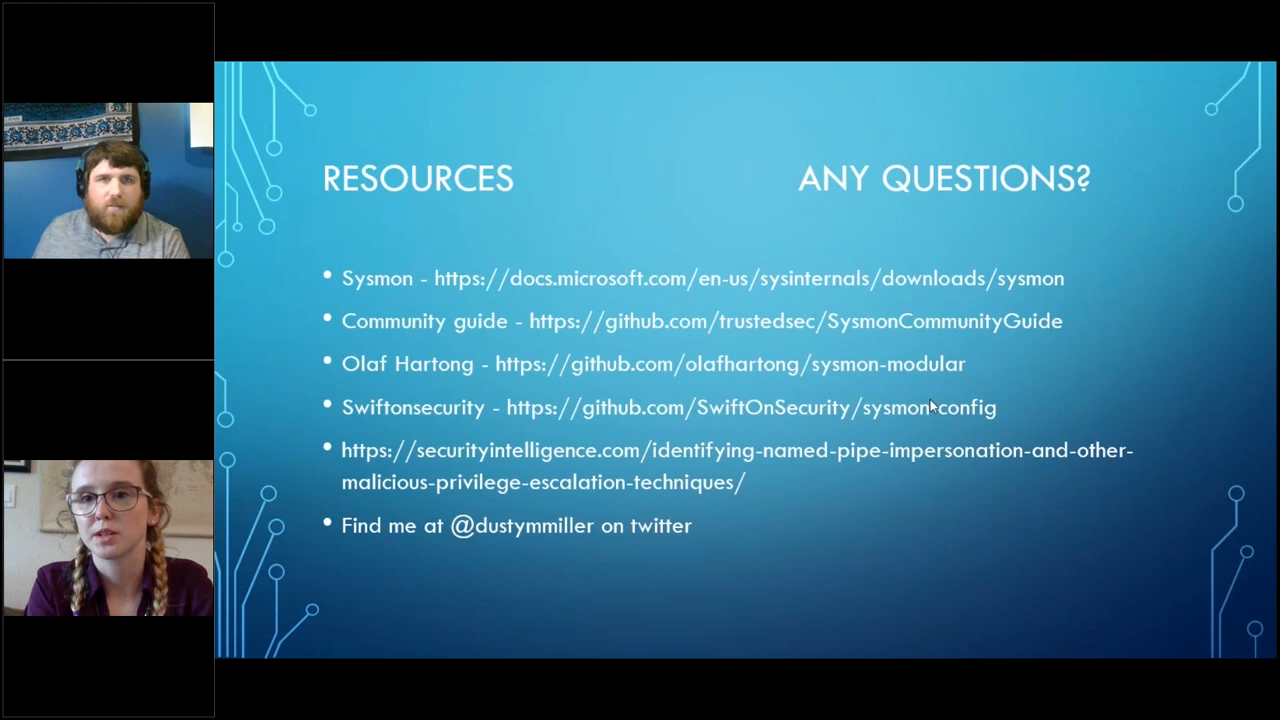 RESOURCES ANY QUESTIONS?
• Sysmon - https://docs.microsoft.com/en-us/sysinternals/downloads/sysmon
• Community guide - https://github.com/trustedsec/SysmonCommunityGuide
• Olaf Hartong - https://github.com/olafhartong/sysmon-modular
• Swiftonsecurity - https://github.com/SwiftOnSecurity/sysmon-config
• https://securityintelligence.com/identifying-named-pipe-impersonation-and-other-
malicious-privilege-escalation-techniques/
• Find me at @dustymmiller on twitter